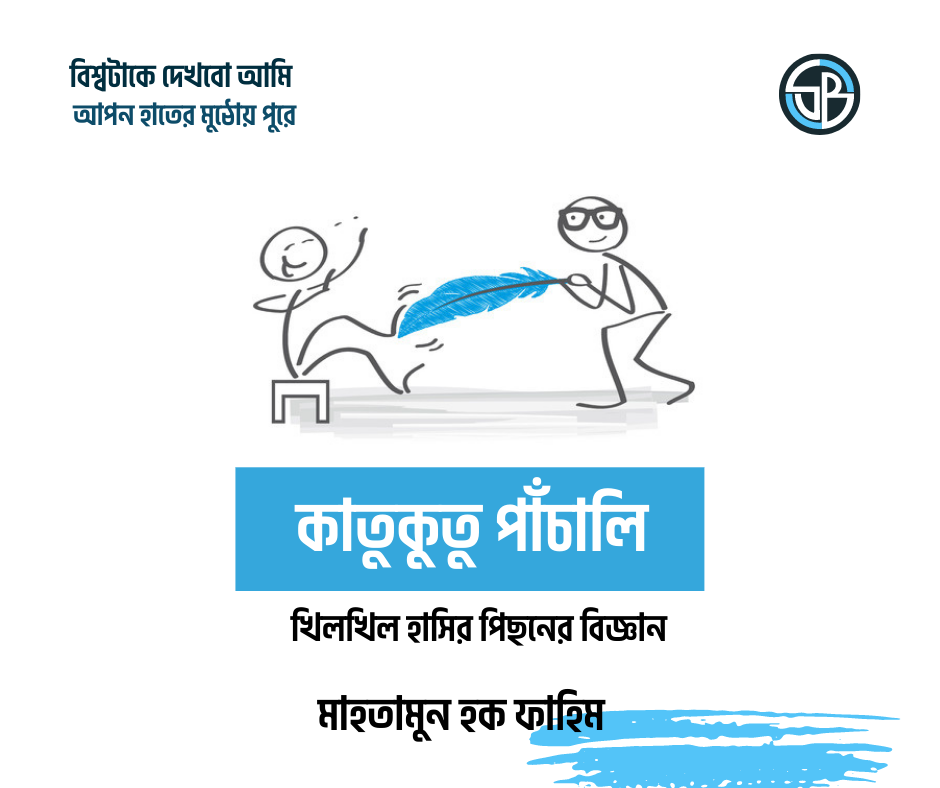 বিশ্বটাকে দেখবো আমি
আপন হাতের মুঠোয় পুরে
কাতুকুতু পাঁচালি
খিলখিল হাসির পিছনের বিজ্ঞান
মাহতামুন হক ফাহিম